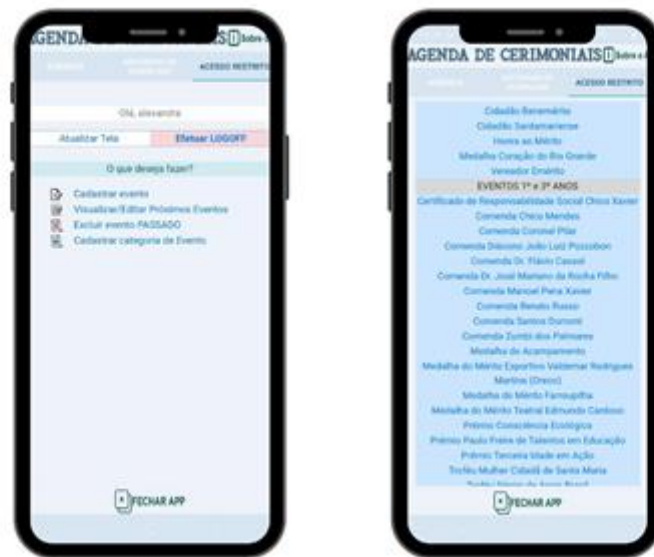 AGENDA
IS Sobre
ACESSO RESTRITO
Olá, alexandra
Atualizar Tela
Efetuar LOGOFF
O que deseja fazer?
Cadastrar evento
Visualizar/Editar Próximos Eventos
Excluir evento PASSADO
Cadastrar categoria de Evento
FECHAR APP
AGENDA DE CERIMONIAIS Sobre o A
ACESSO RESTRITO
Cidadão Benemérito
Cidadão Santamariense
Honra ao Mérito
Medalha Coração do Rio Grande
Vereador Emérito
EVENTOS 1º e 3º ANOS
Certificado de Responsabilidade Social Chico Xavier
Comenda Chico Mendes
Comenda Coronel Pilar
Comenda Diácono João Luiz Pozzobon
Comenda Dr. Flávio Cassol
Comenda Dr. José Mariano da Rocha Filho
Comenda Manoel Pena Xavier
Comenda Renato Russo
Comenda Santos Dumont
Comenda Zumbi dos Palmares
Medalha do Acampamento
Medalha do Mérito Esportivo Valdemar Rodrigues
Martins (Oreco)
Medalha do Mérito Farroupilha
Medalha do Mérito Teatral Edmundo Cardoso
Prêmio Consciência Ecológica
Prêmio Paulo Freire de Talentos em Educação
Prêmio Terceira Idade em Ação
Troféu Mulher Cidadã de Santa Maria
FECHAR APP